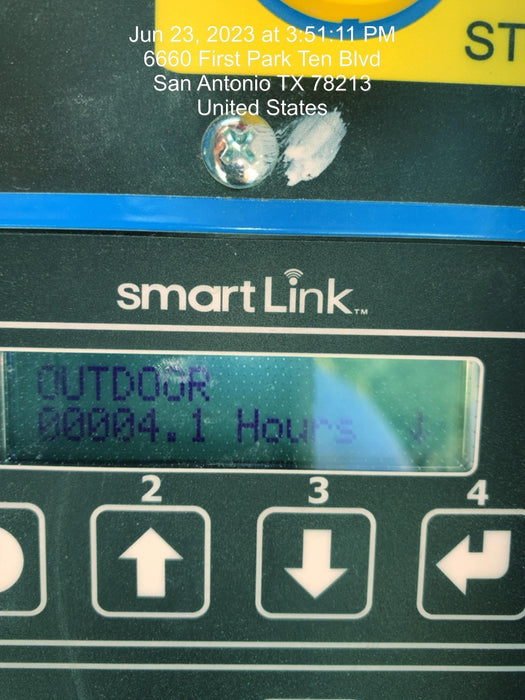 Jun 23, 2023 at 3:51:11 PM
6660 First Park Ten Blvd
San Antonio TX 78213
United States
ST
smartLink™
OUTDOOR
00004.1 Hours ↓
2 3 4